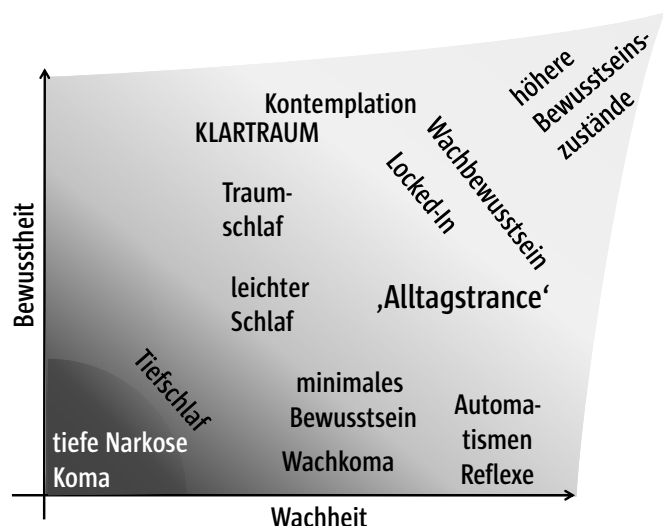 höhere
Bewusstseins-
zustände
Kontemplation
KLARTRAUM
Wachbewusstsein
Locked-In
Traum-
schlaf
Bewusstheit
leichter
Schlaf
‚Alltagstrance‘
Tiefschlaf
minimales
Bewusstsein
Automa-
tismen
Reflexe
tiefe Narkose
Koma
Wachkoma
Wachheit